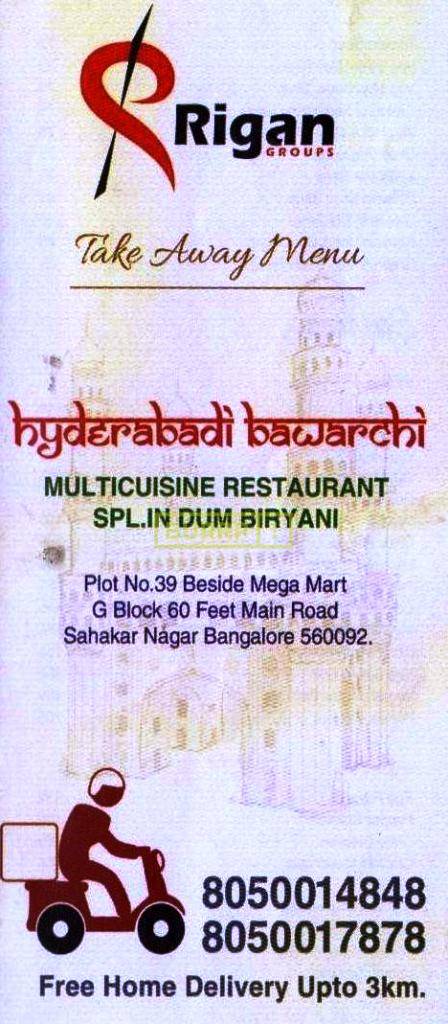 Rigan
GROUPS
Take Away Menu
hyderabadi bawarchi
MULTICUISINE RESTAURANT
SPL.IN DUM BIRYANI
Plot No.39 Beside Mega Mart
G Block 60 Feet Main Road
Sahakar Nagar Bangalore 560092.
8050014848
8050017878
Free Home Delivery Upto 3km.